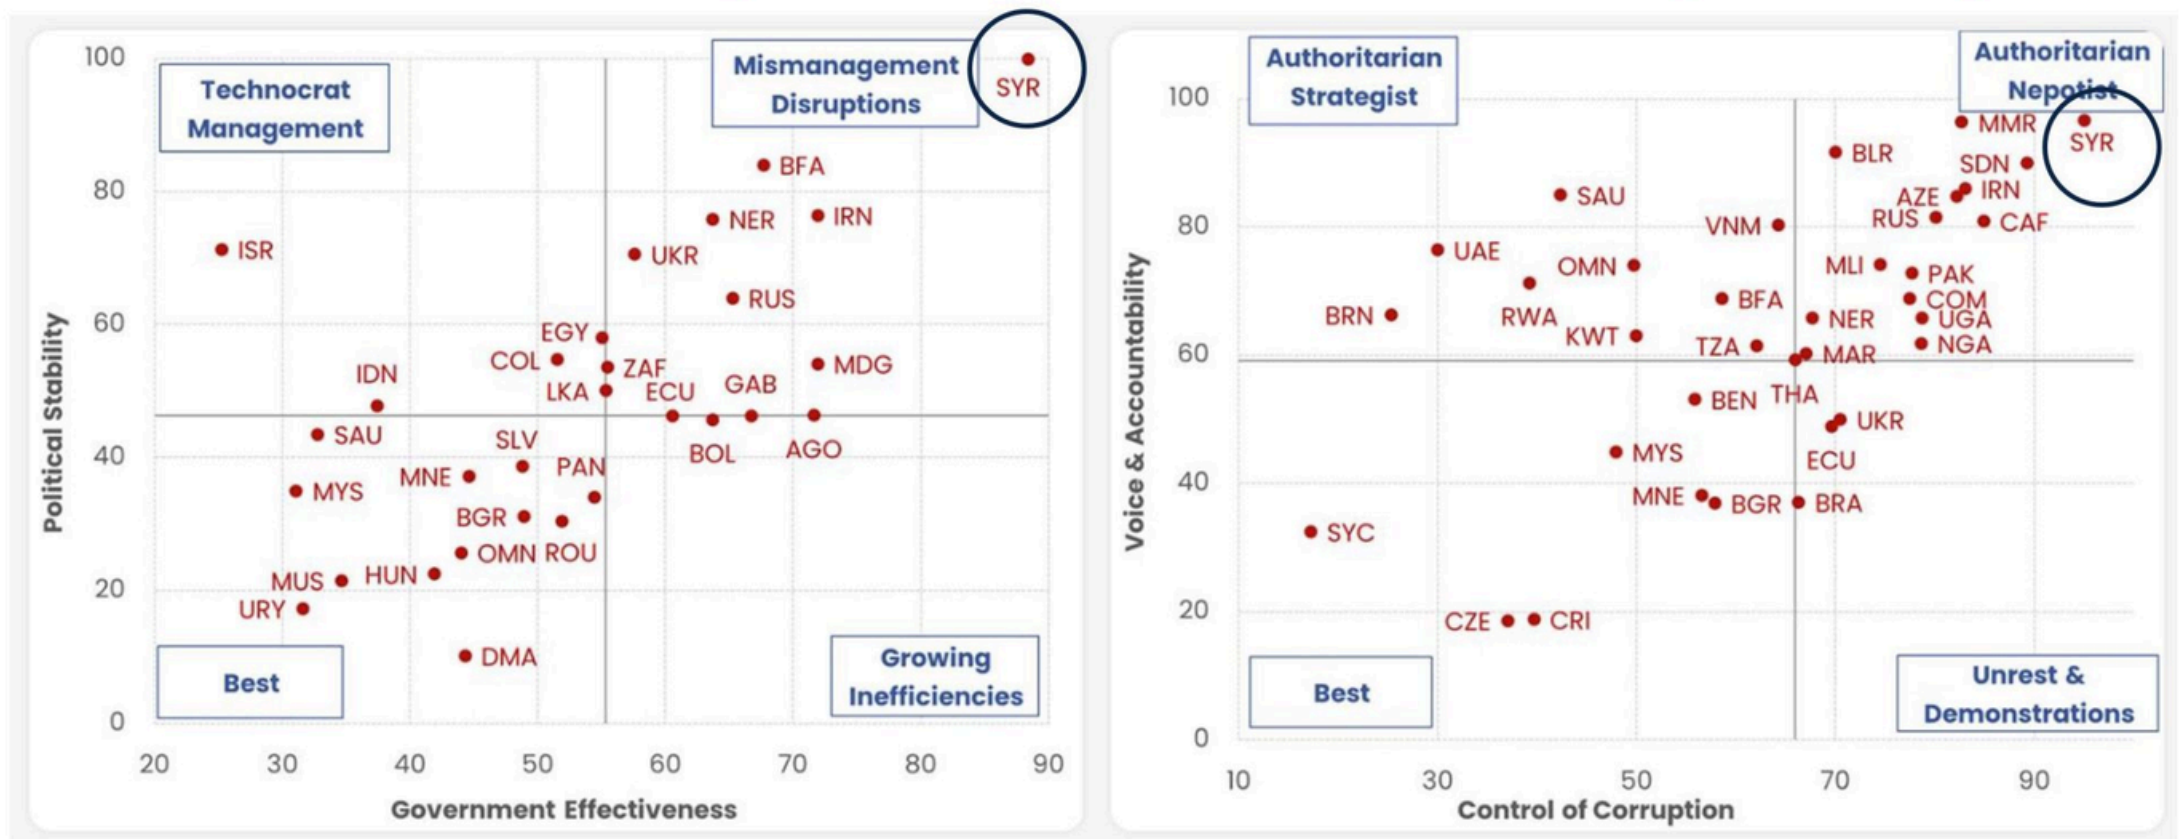 100
80
60
40
20
0
Political Stability
Technocrat
Management
Mismanagement
Disruptions
SYR
BFA
NER
IRN
ISR
UKR
RUS
EGY
COL
ZAF
MDG
IDN
LKA
ECU
GAB
SAU
SLV
BOL
AGO
MYS
MNE
PAN
BGR
OMN
ROU
MUS
HUN
URY
DMA
Best
Growing
Inefficiencies
20 30 40 50 60 70 80 90
Government Effectiveness
100
80
60
40
20
0
Voice & Accountability
Authoritarian
Strategist
Authoritarian
Nepotist
MMR
SYR
BLR
SDN
SAU
AZE
IRN
VNM
RUS
CAF
UAE
OMN
MLI
PAK
BFA
COM
BRN
RWA
NER
UGA
KWT
TZA
MAR
NGA
BEN
THA
UKR
MYS
ECU
MNE
BGR
BRA
SYC
CZE
CRI
Best
Unrest &
Demonstrations
10 30 50 70 90
Control of Corruption